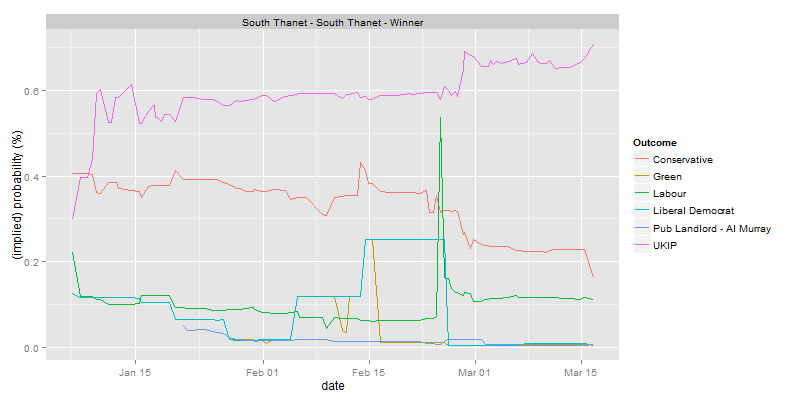 South Thanet - South Thanet - Winner
(implied) probability (%)
0.6
0.4
0.2
0.0
Jan 15
Feb 01
Feb 15
Mar 01
Mar 15
date
Outcome
Conservative
Green
Labour
Liberal Democrat
Pub Landlord - Al Murray
UKIP